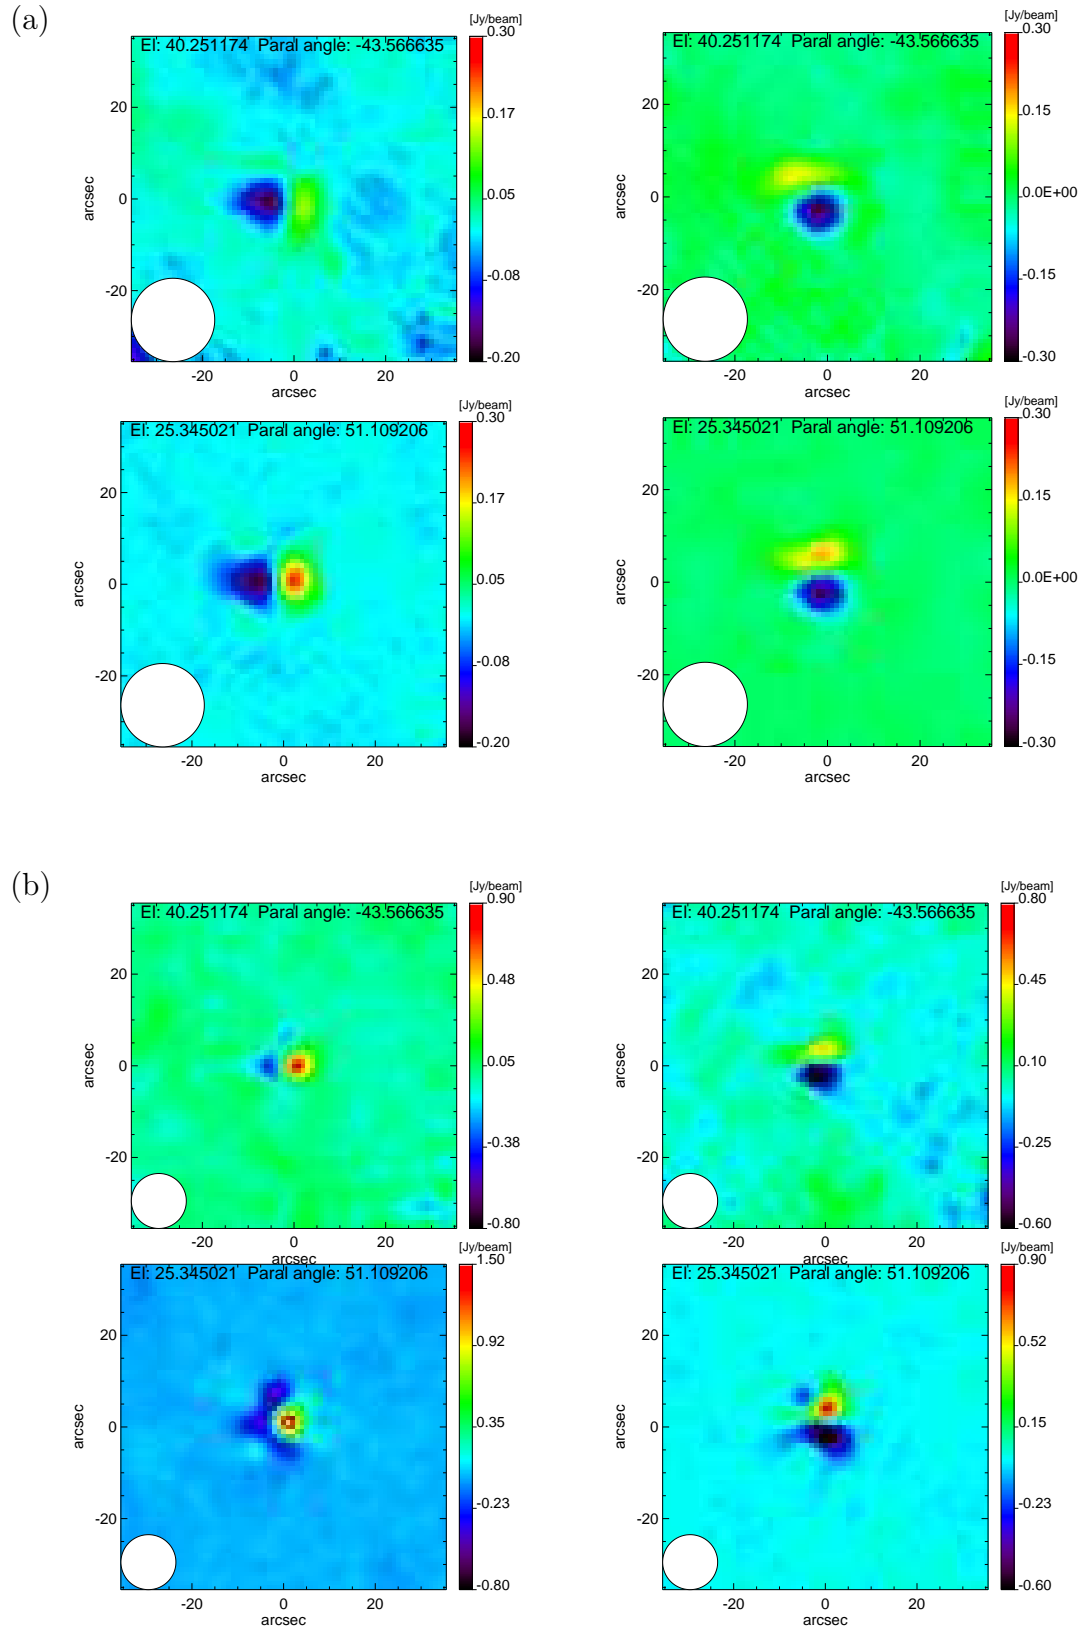 (a)
[Jy/beam]
El: 40.251174 Paral angle: -43.566635
0.30
20
0.17
arcsec
0
0.05
-0.08
-20
-0.20
-20 0 20
arcsec
[Jy/beam]
El: 40.251174 Paral angle: -43.566635
0.30
20
0.15
arcsec
0
0.0E+00
-0.15
-20
-0.30
-20 0 20
arcsec
[Jy/beam]
El: 25.345021 Paral angle: 51.109206
0.30
20
0.17
arcsec
0
0.05
-0.08
-20
-0.20
-20 0 20
arcsec
[Jy/beam]
El: 25.345021 Paral angle: 51.109206
0.30
20
0.15
arcsec
0
0.0E+00
-0.15
-20
-0.30
-20 0 20
arcsec
(b)
[Jy/beam]
El: 40.251174 Paral angle: -43.566635
0.90
20
0.48
arcsec
0
0.05
-0.38
-20
-0.80
-20 0 20
arcsec
[Jy/beam]
El: 40.251174 Paral angle: -43.566635
0.80
20
0.45
arcsec
0
0.10
-0.25
-20
-0.60
-20 0 20
arcsec
[Jy/beam]
El: 25.345021 Paral angle: 51.109206
1.50
20
0.92
arcsec
0
0.35
-0.23
-20
-0.80
-20 0 20
arcsec
[Jy/beam]
El: 25.345021 Paral angle: 51.109206
0.90
20
0.52
arcsec
0
0.15
-0.23
-20
-0.60
-20 0 20
arcsec